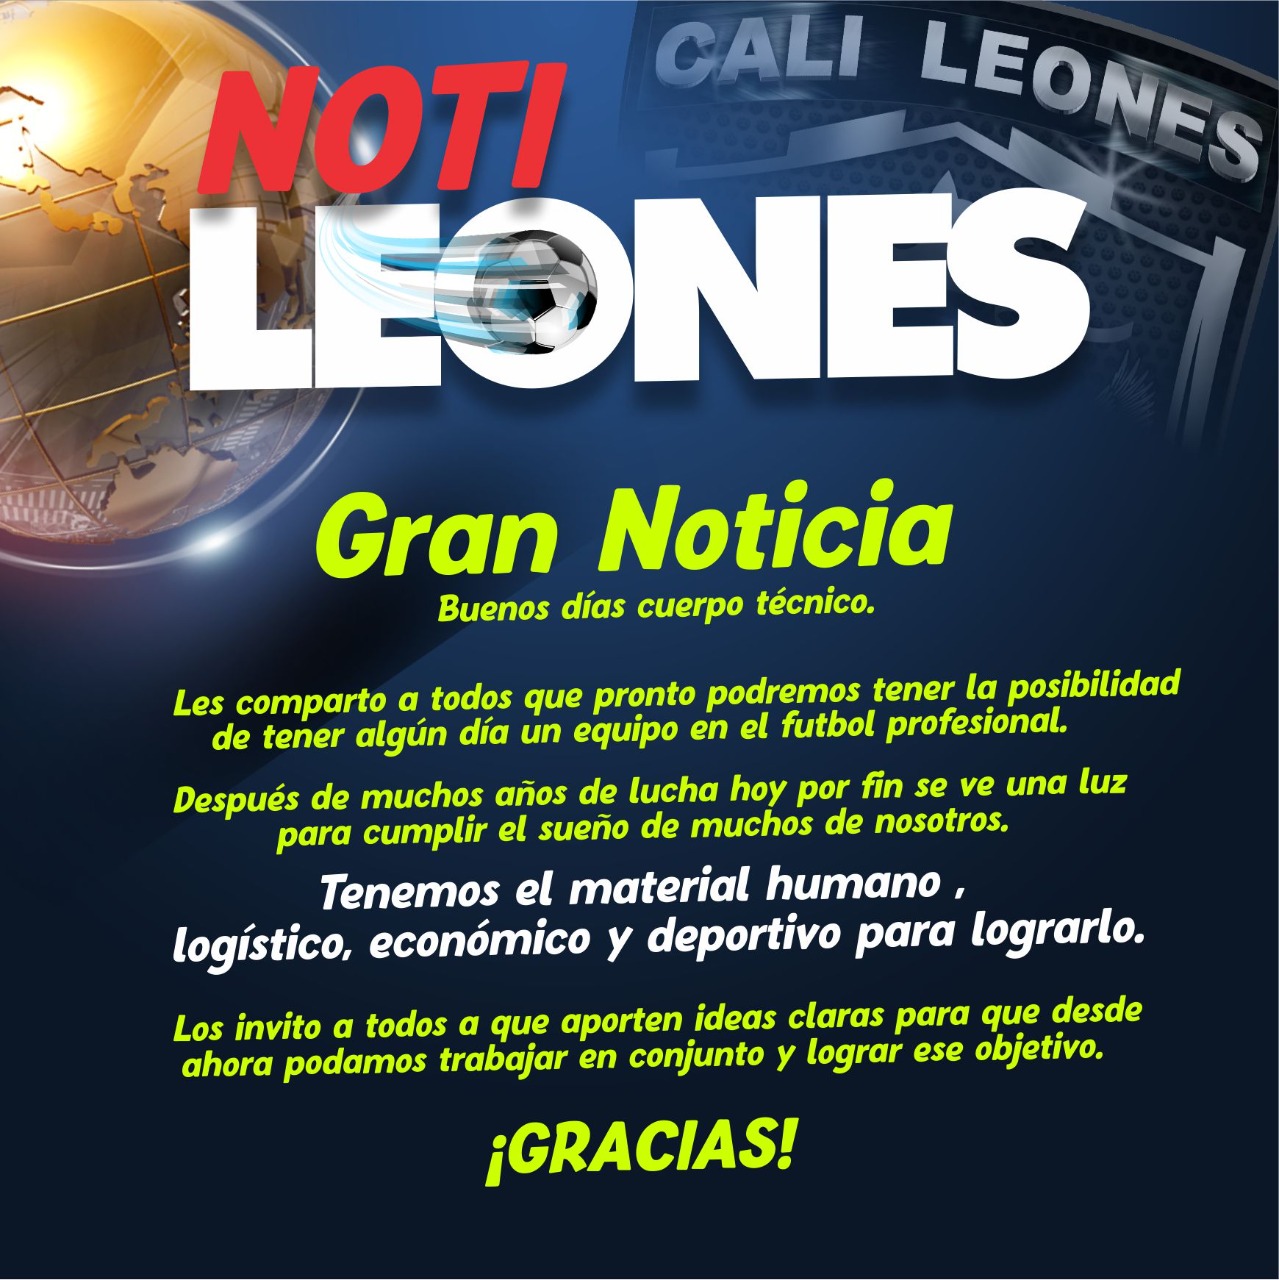 CALI LEONES
NOTI
LEONES
Gran Noticia
Buenos días cuerpo técnico.
Les comparto a todos que pronto podremos tener la posibilidad
de tener algún día un equipo en el futbol profesional.
Después de muchos años de lucha hoy por fin se ve una luz
para cumplir el sueño de muchos de nosotros.
Tenemos el material humano ,
logístico, económico y deportivo para lograrlo.
Los invito a todos a que aporten ideas claras para que desde
ahora podamos trabajar en conjunto y lograr ese objetivo.
¡GRACIAS!